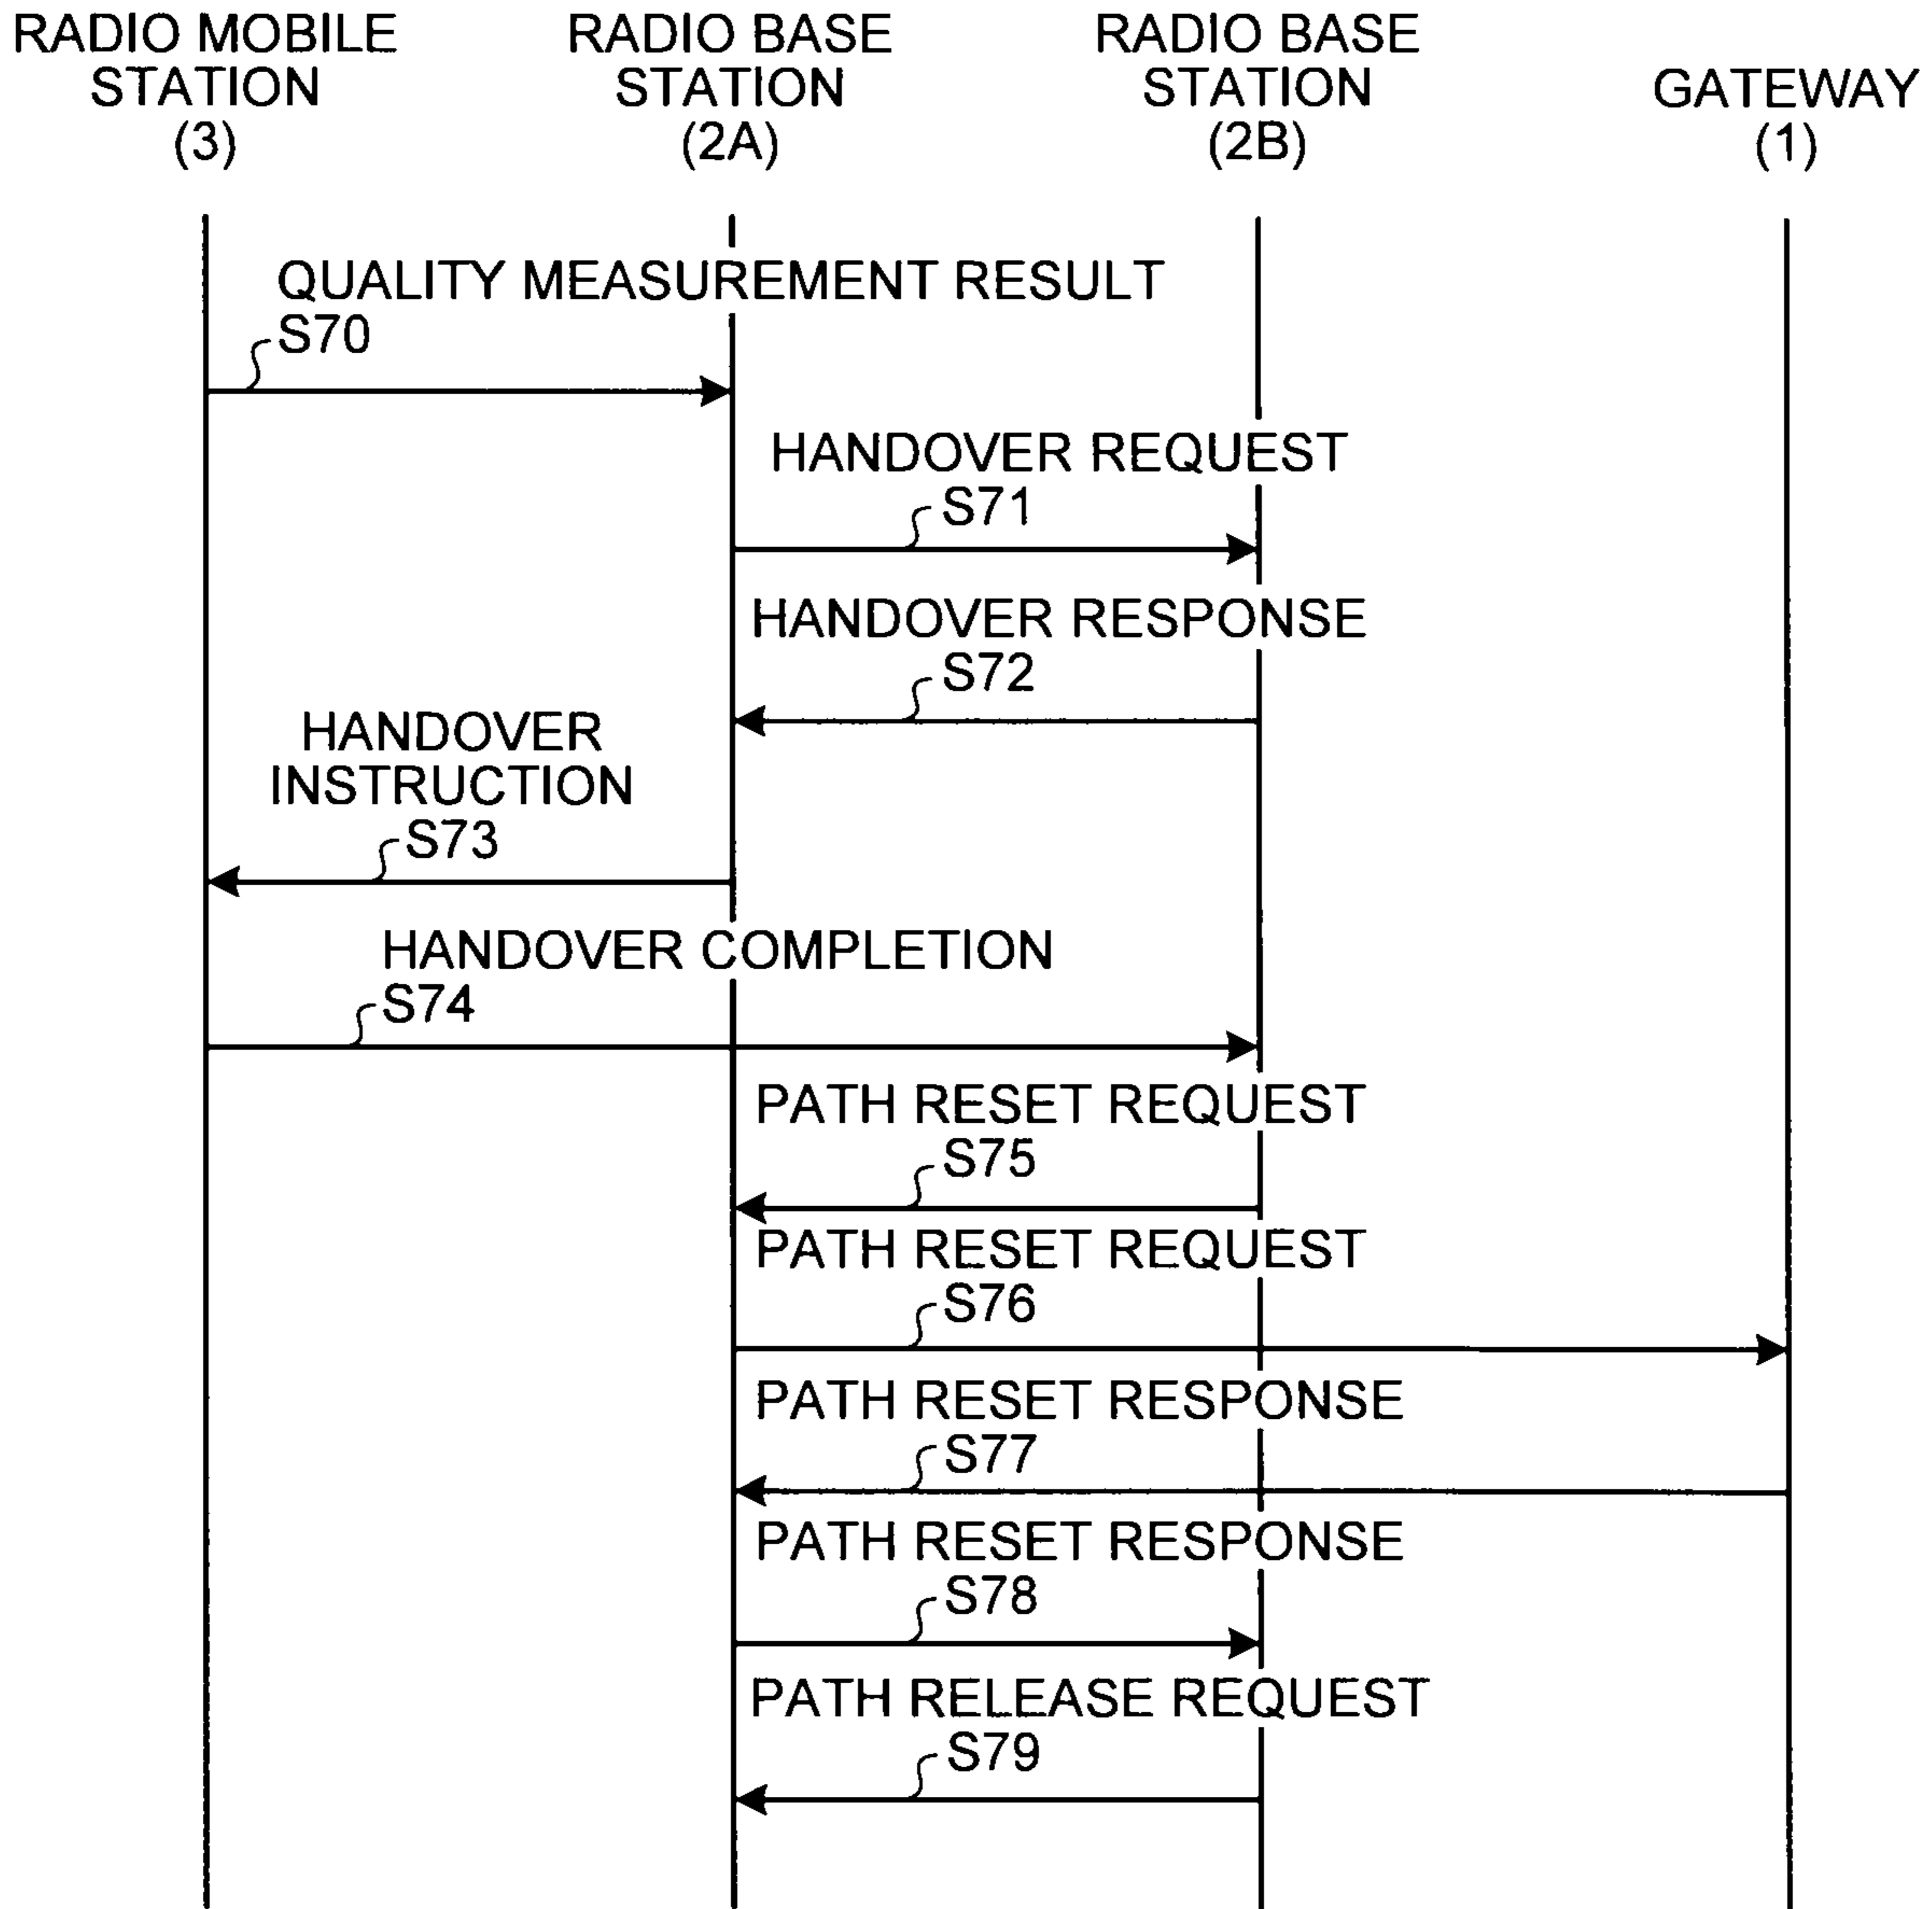 RADIO MOBILE
STATION
(3)
RADIO BASE
STATION
(2A)
RADIO BASE
STATION
(2B)
GATEWAY
(1)
QUALITY MEASUREMENT RESULT
S70
HANDOVER REQUEST
S71
HANDOVER RESPONSE
S72
HANDOVER
INSTRUCTION
S73
HANDOVER COMPLETION
S74
PATH RESET REQUEST
S75
PATH RESET REQUEST
S76
PATH RESET RESPONSE
S77
PATH RESET RESPONSE
S78
PATH RELEASE REQUEST
S79